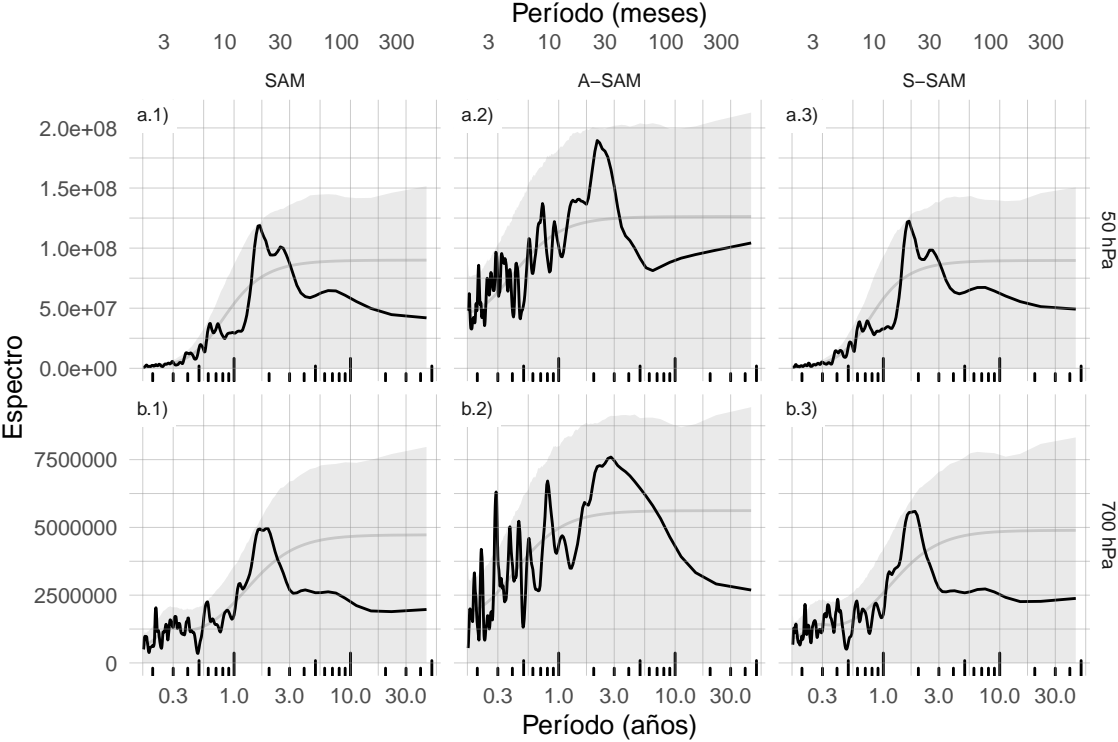 Período (meses)
3 10 30 100 300 3 10 30 100 300 3 10 30 100 300
SAM A−SAM S−SAM
a.1) a.2) a.3)
2.0e+08
1.5e+08
1.0e+08
5.0e+07
0.0e+00
50 hPa
Espectro
b.1) b.2) b.3)
7500000
5000000
2500000
0
700 hPa
0.3 1.0 3.0 10.0 30.0 0.3 1.0 3.0 10.0 30.0 0.3 1.0 3.0 10.0 30.0
Período (años)